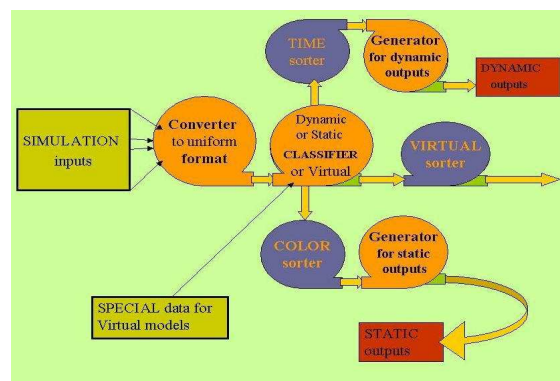 TIME
sorter
Generator
for dynamic
outputs
DYNAMIC
outputs
SIMULATION
inputs
Converter
to uniform
format
Dynamic
or Static
CLASSIFIER
or Virtual
VIRTUAL
sorter
COLOR
sorter
Generator
for static
outputs
SPECIAL data for
Virtual models
STATIC
outputs